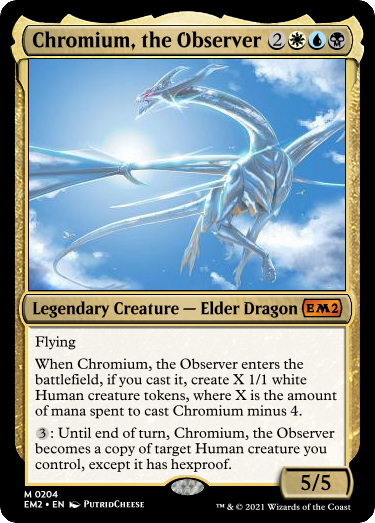 Chromium, the Observer 2
Legendary Creature — Elder Dragon EM2
Flying
When Chromium, the Observer enters the
battlefield, if you cast it, create X 1/1 white
Human creature tokens, where X is the amount
of mana spent to cast Chromium minus 4.
3: Until end of turn, Chromium, the Observer
becomes a copy of target Human creature you
control, except it has hexproof.
5/5
M 0204
EM2 • EN PutridCheese
™ & © 2021 Wizards of the Coast